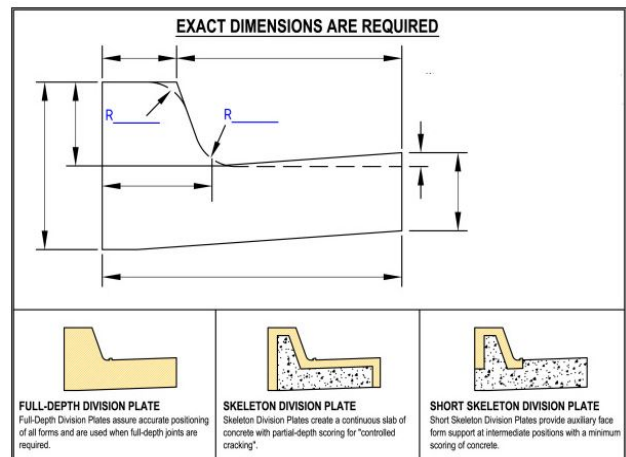 EXACT DIMENSIONS ARE REQUIRED
R______
R______
FULL-DEPTH DIVISION PLATE
Full-Depth Division Plates assure accurate positioning
of all forms and are used when full-depth joints are
required.
SKELETON DIVISION PLATE
Skeleton Division Plates create a continuous slab of
concrete with partial-depth scoring for "controlled
cracking".
SHORT SKELETON DIVISION PLATE
Short Skeleton Division Plates provide auxiliary face
form support at intermediate positions with a minimum
scoring of concrete.